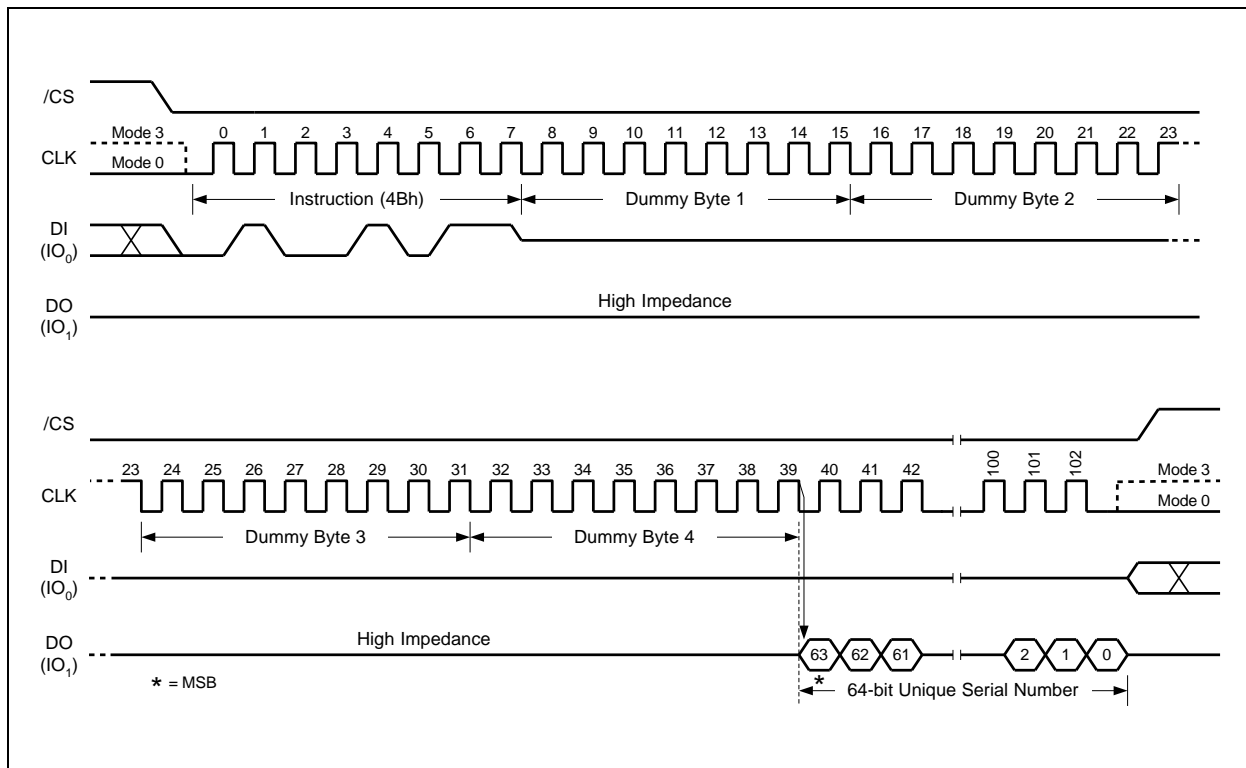 /CS
Mode 3 0 1 2 3 4 5 6 7 8 9 10 11 12 13 14 15 16 17 18 19 20 21 22 23
CLK Mode 0
Instruction (4Bh) Dummy Byte 1 Dummy Byte 2
DI
(IO0)
High Impedance
DO
(IO1)
/CS
23 24 25 26 27 28 29 30 31 32 33 34 35 36 37 38 39 40 41 42 100 101 102 Mode 3
CLK Mode 0
Dummy Byte 3 Dummy Byte 4
DI
(IO0)
DO High Impedance
(IO1) 63 62 61 2 1 0
* = MSB * 64-bit Unique Serial Number